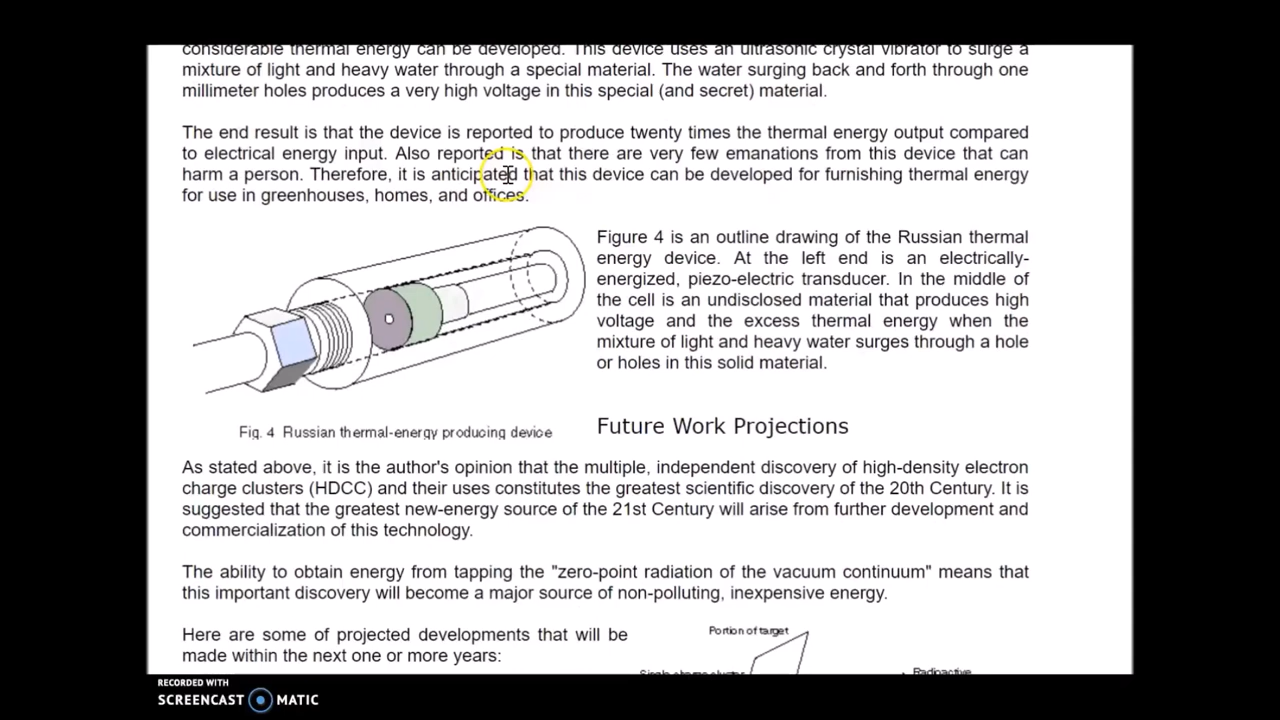 considerable thermal energy can be developed. This device uses an ultrasonic crystal vibrator to surge a
mixture of light and heavy water through a special material. The water surging back and forth through one
millimeter holes produces a very high voltage in this special (and secret) material.
The end result is that the device is reported to produce twenty times the thermal energy output compared
to electrical energy input. Also reported is that there are very few emanations from this device that can
harm a person. Therefore, it is anticipated that this device can be developed for furnishing thermal energy
for use in greenhouses, homes, and offices.
Figure 4 is an outline drawing of the Russian thermal
energy device. At the left end is an electrically-
energized, piezo-electric transducer. In the middle of
the cell is an undisclosed material that produces high
voltage and the excess thermal energy when the
mixture of light and heavy water surges through a hole
or holes in this solid material.
Fig. 4 Russian thermal-energy producing device
Future Work Projections
As stated above, it is the author's opinion that the multiple, independent discovery of high-density electron
charge clusters (HDCC) and their uses constitutes the greatest scientific discovery of the 20th Century. It is
suggested that the greatest new-energy source of the 21st Century will arise from further development and
commercialization of this technology.
The ability to obtain energy from tapping the "zero-point radiation of the vacuum continuum" means that
this important discovery will become a major source of non-polluting, inexpensive energy.
Here are some of projected developments that will be
made within the next one or more years:
Portion of target
Single charge cluster
Radioactive
RECORDED WITH
SCREENCAST MATIC